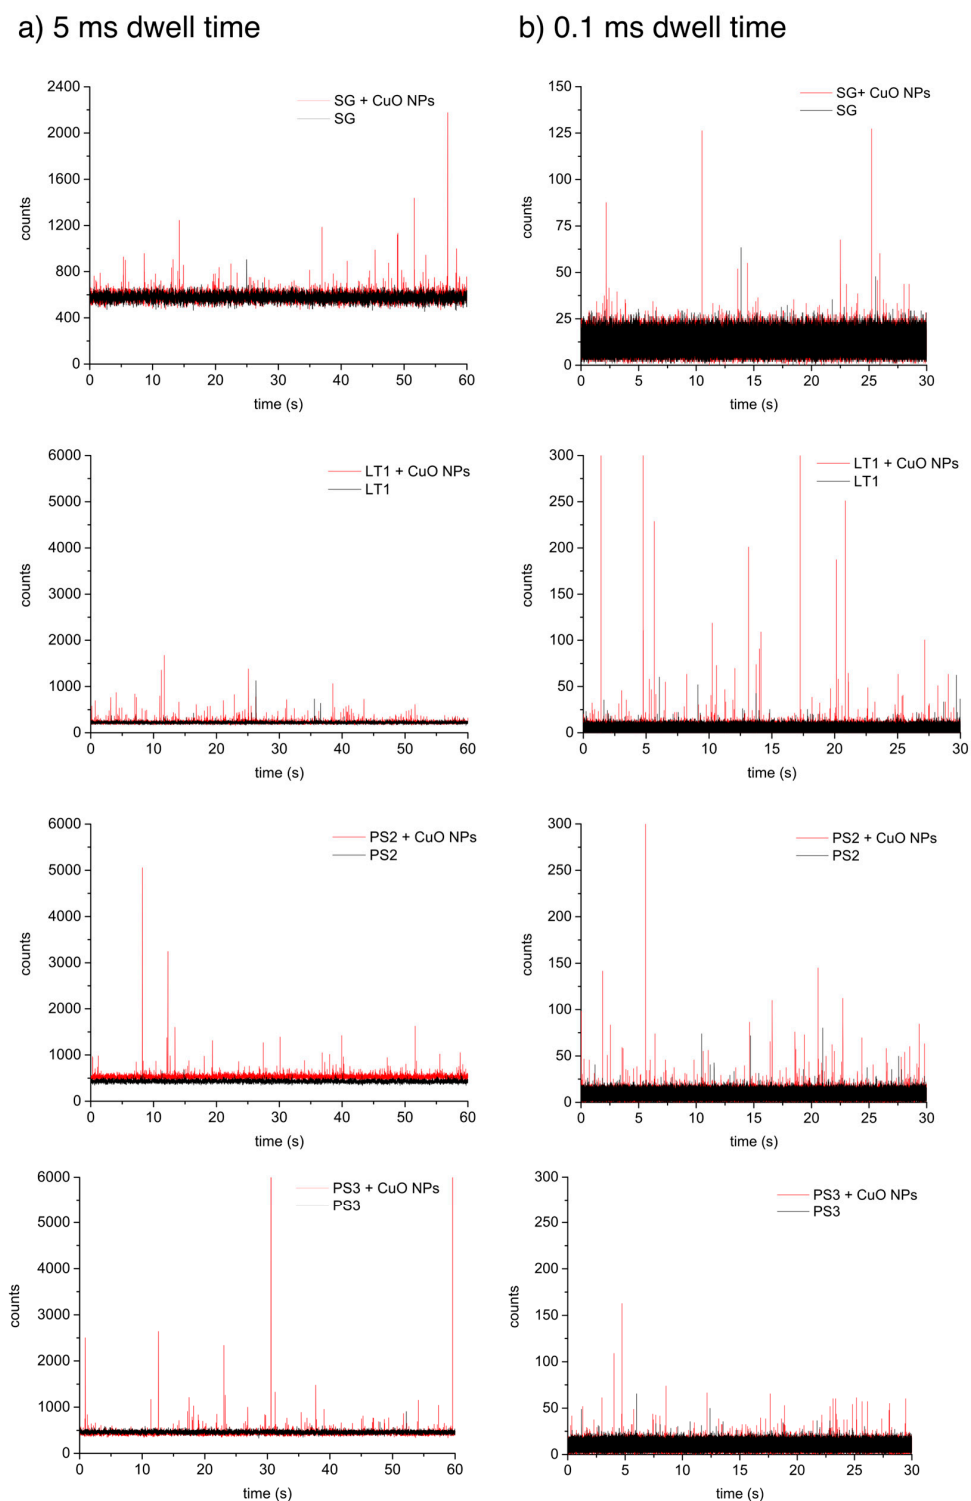 a) 5 ms dwell time
b) 0.1 ms dwell time
2400
2000
1600
1200
800
400
0
counts
SG + CuO NPs
SG
0 10 20 30 40 50 60
time (s)
150
125
100
75
50
25
0
counts
SG+ CuO NPs
SG
0 5 10 15 20 25 30
time (s)
6000
5000
4000
3000
2000
1000
0
counts
LT1 + CuO NPs
LT1
0 10 20 30 40 50 60
time (s)
300
250
200
150
100
50
0
counts
LT1 + CuO NPs
LT1
0 5 10 15 20 25 30
time (s)
6000
5000
4000
3000
2000
1000
0
counts
PS2 + CuO NPs
PS2
0 10 20 30 40 50 60
time (s)
300
250
200
150
100
50
0
counts
PS2 + CuO NPs
PS2
0 5 10 15 20 25 30
time (s)
6000
5000
4000
3000
2000
1000
0
counts
PS3 + CuO NPs
PS3
0 10 20 30 40 50 60
time (s)
300
250
200
150
100
50
0
counts
PS3 + CuO NPs
PS3
0 5 10 15 20 25 30
time (s)